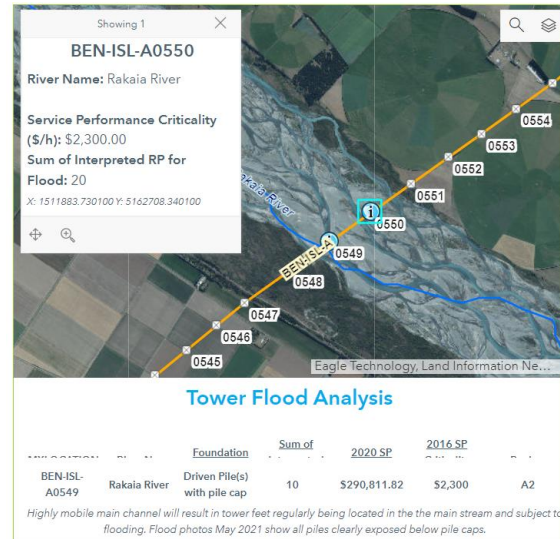 Showing 1
BEN-ISL-A0550
River Name: Rakaia River
Service Performance Criticality
($/h): $2,300.00
Sum of Interpreted RP for
Flood: 20
X: 1511883.730100 Y: 5162708.340100
0554
0553
0552
0551
0550
River
0549
BEN-ISL-A
0548
0547
0546
0545
Eagle Technology, Land Information Ne...
Tower Flood Analysis
Foundation
Sum of
2020 SP
2016 SP
BEN-ISL-
A0549
Rakaia River
Driven Pile(s)
with pile cap
10
$290,811.82
$2,300
A2
Highly mobile main channel will result in tower feet regularly being located in the the main stream and subject to
flooding. Flood photos May 2021 show all piles clearly exposed below pile caps.